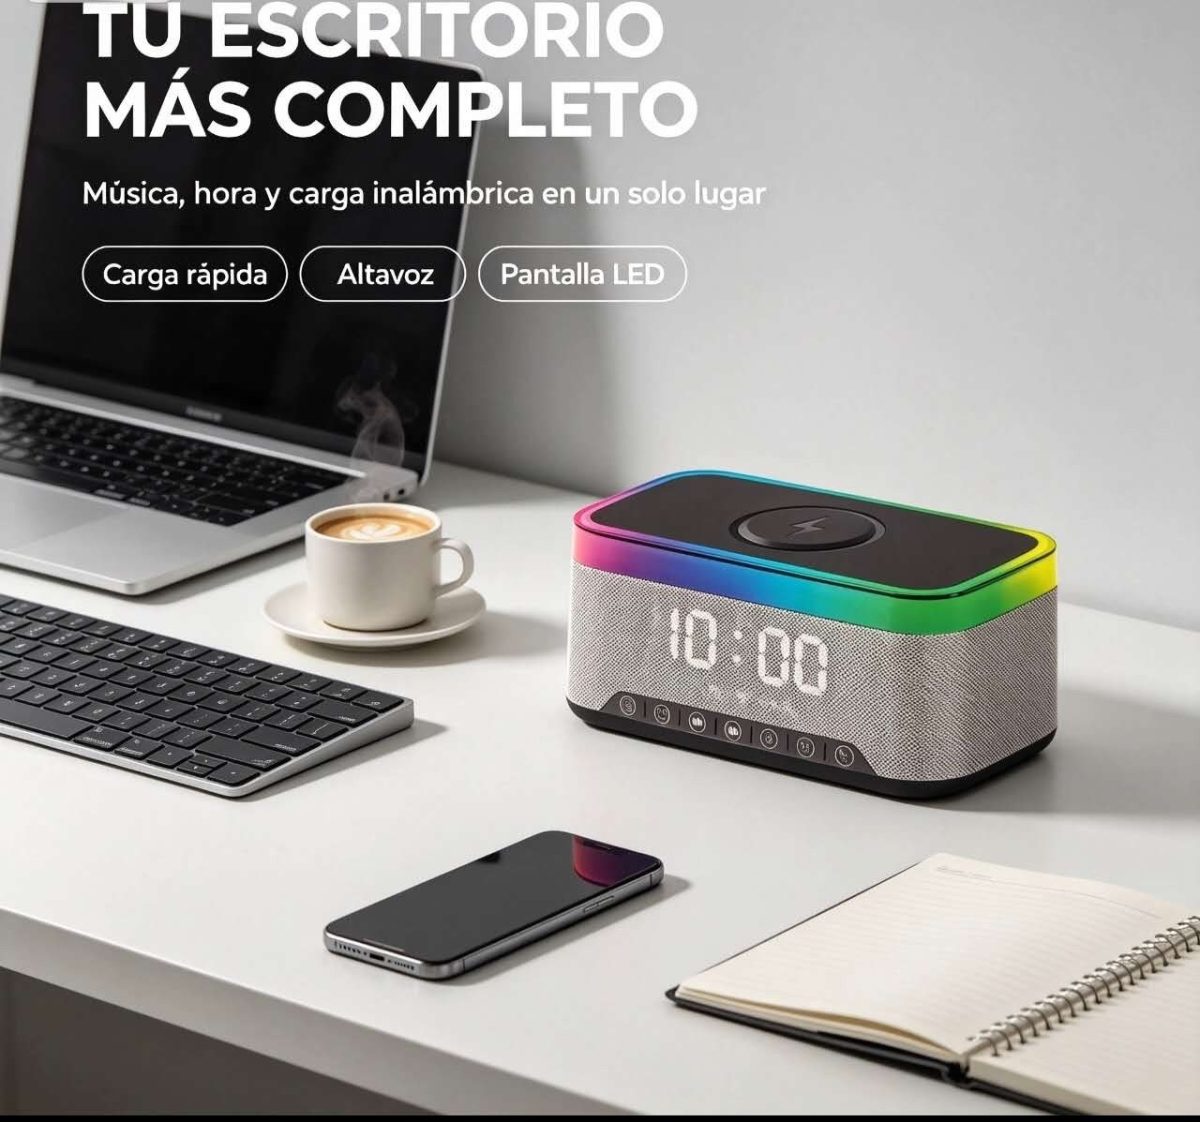 TU ESCRITORIO
MÁS COMPLETO
Música, hora y carga inalámbrica en un solo lugar
Carga rápida
Altavoz
Pantalla LED
10:00